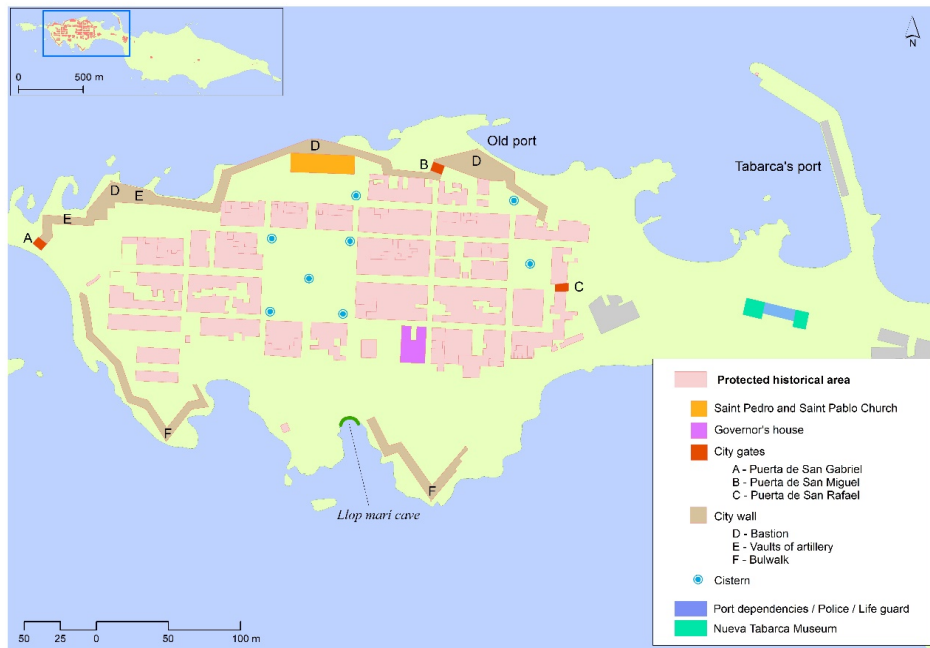 0
500 m
N
Old port
Tabarca's port
D
B
D
D
E
E
A
C
F
F
Llop marí cave
50
25
0
50
100 m
Protected historical area
Saint Pedro and Saint Pablo Church
Governor's house
City gates
A - Puerta de San Gabriel
B - Puerta de San Miguel
C - Puerta de San Rafael
City wall
D - Bastion
E - Vaults of artillery
F - Bulwalk
Cistern
Port dependencies / Police / Life guard
Nueva Tabarca Museum